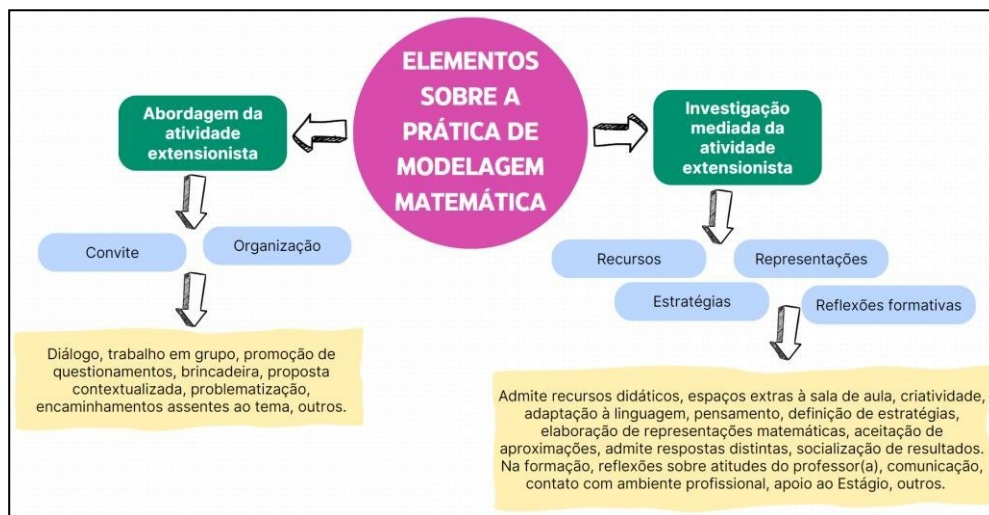 ELEMENTOS
SOBRE A
PRÁTICA DE
MODELAGEM
MATEMÁTICA
Abordagem da
atividade
extensionista
Convite
Organização
Diálogo, trabalho em grupo, promoção de
questionamentos, brincadeira, proposta
contextualizada, problematização,
encaminhamentos assentes ao tema, outros.
Investigação
mediada da
atividade
extensionista
Recursos
Representações
Estratégias
Reflexões formativas
Admite recursos didáticos, espaços extras à sala de aula, criatividade,
adaptação à linguagem, pensamento, definição de estratégias,
elaboração de representações matemáticas, aceitação de
aproximações, admite respostas distintas, socialização de resultados.
Na formação, reflexões sobre atitudes do professor(a), comunicação,
contato com ambiente profissional, apoio ao Estágio, outros.